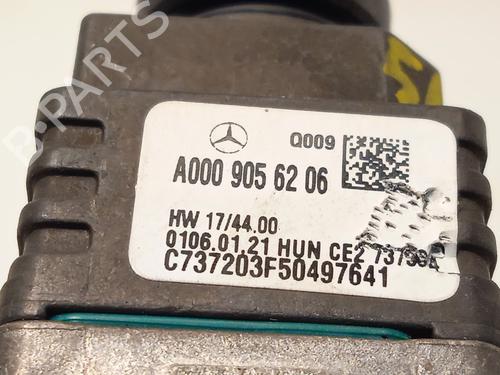 B-PARTS
Q009
A000 905 62 06
HW 17/44.00
0106.01.21 HUN CE2
C737203F50497641